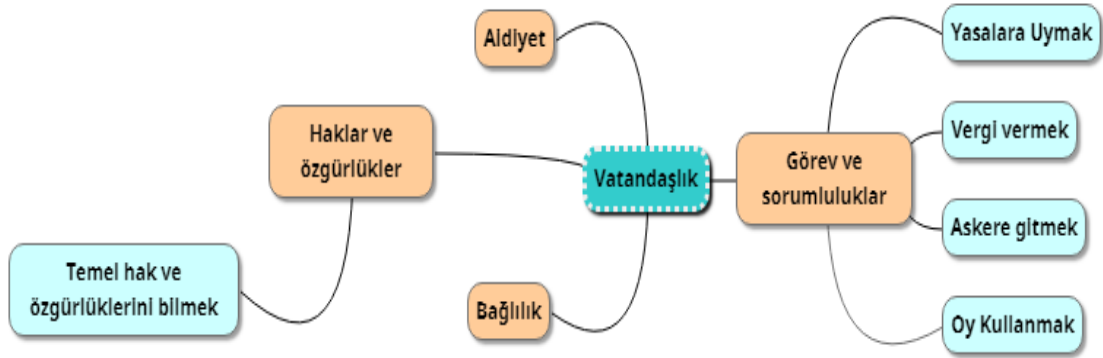 Aidiyet
Haklar ve
özgürlükler
Temel hak ve
özgürlüklerini bilmek
Vatandaşlık
Bağlılık
Görev ve
sorumluluklar
Yasalara Uymak
Vergi vermek
Askere gitmek
Oy Kullanmak